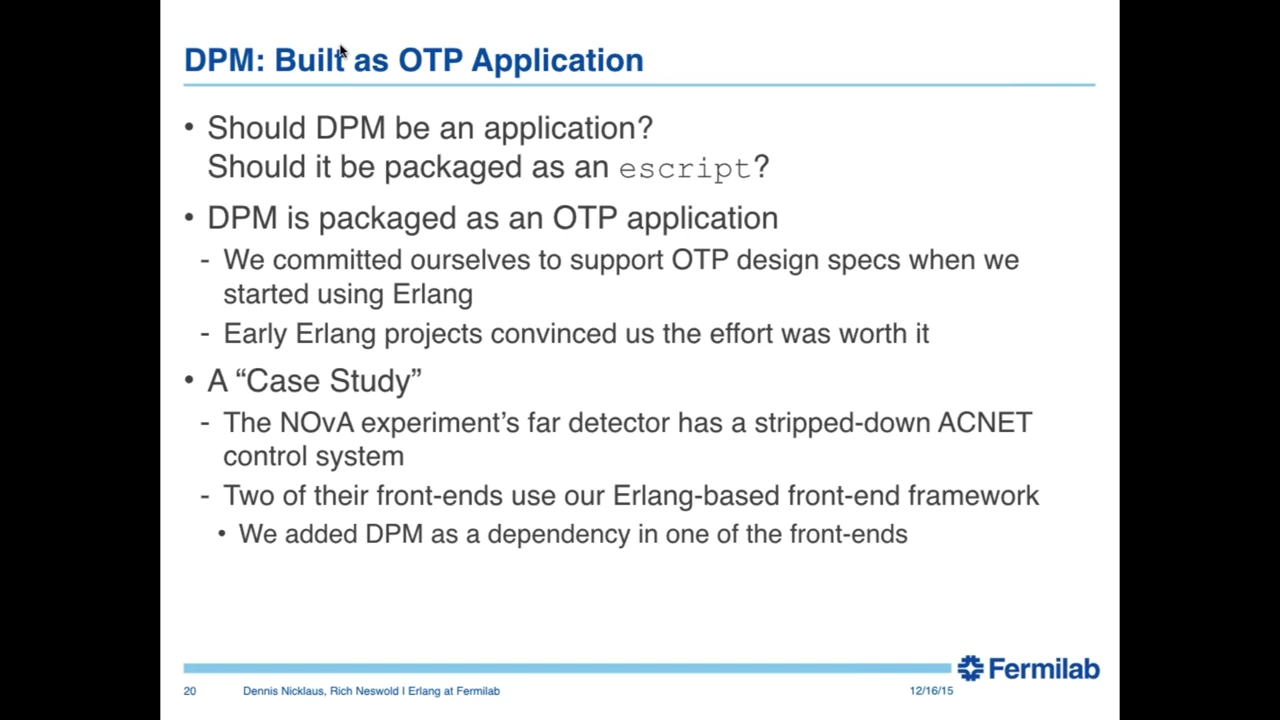 DPM: Built as OTP Application
• Should DPM be an application?
Should it be packaged as an escript?
• DPM is packaged as an OTP application
- We committed ourselves to support OTP design specs when we
started using Erlang
- Early Erlang projects convinced us the effort was worth it
• A “Case Study”
- The NOvA experiment’s far detector has a stripped-down ACNET
control system
- Two of their front-ends use our Erlang-based front-end framework
• We added DPM as a dependency in one of the front-ends
Fermilab
20 Dennis Nicklaus, Rich Neswold I Erlang at Fermilab 12/16/15